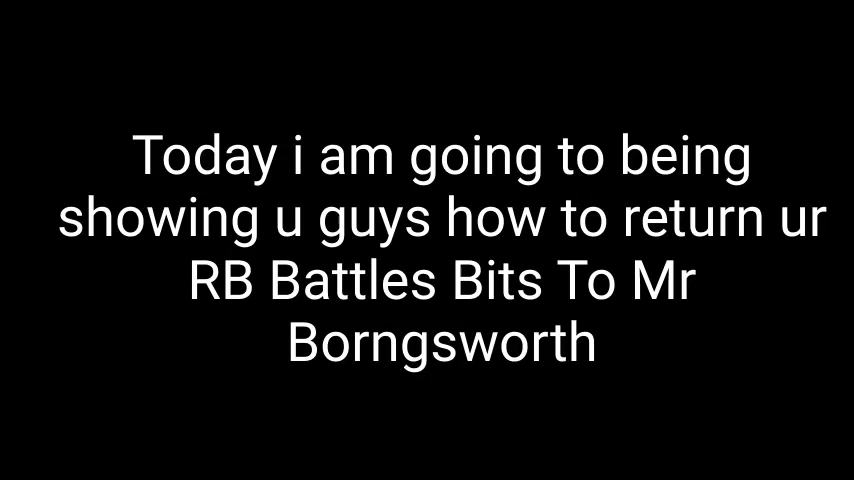 Today i am going to being
showing u guys how to return ur
RB Battles Bits To Mr
Borngsworth